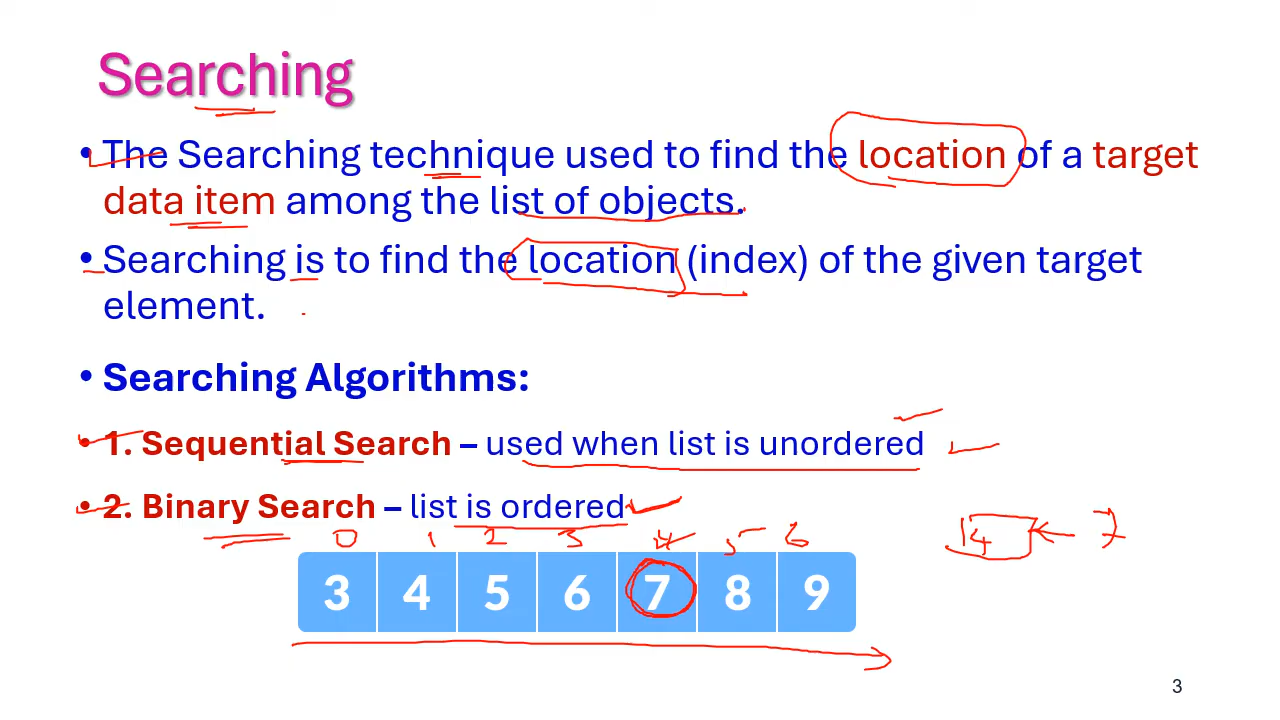 Searching
• The Searching technique used to find the location of a target
data item among the list of objects.
• Searching is to find the location (index) of the given target
element.
• Searching Algorithms:
• 1. Sequential Search – used when list is unordered
• 2. Binary Search – list is ordered
0 1 2 3 4 5 6
14 7
3 4 5 6 7 8 9
3